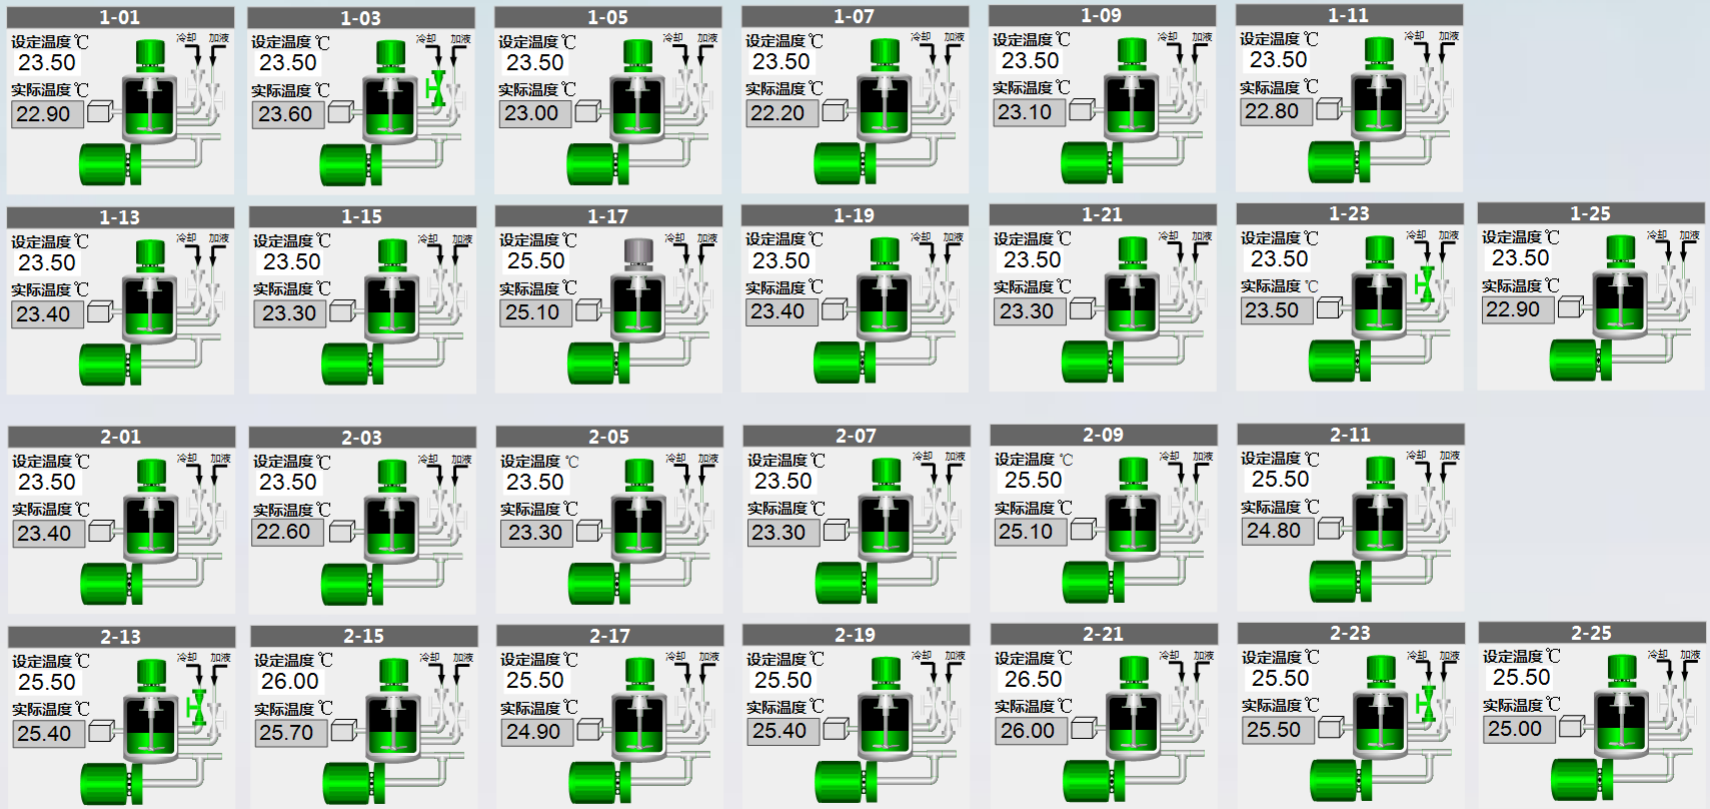 1-01
设定温度℃
冷却 加液
23.50
实际温度℃
22.90
1-03
设定温度℃
冷却 加液
23.50
实际温度℃
23.60
1-05
设定温度℃
冷却 加液
23.50
实际温度℃
23.00
1-07
设定温度℃
冷却 加液
23.50
实际温度℃
22.20
1-09
设定温度℃
冷却 加液
23.50
实际温度℃
23.10
1-11
设定温度℃
冷却 加液
23.50
实际温度℃
22.80
1-13
设定温度℃
冷却 加液
23.50
实际温度℃
23.40
1-15
设定温度℃
冷却 加液
23.50
实际温度℃
23.30
1-17
设定温度℃
冷却 加液
25.50
实际温度℃
25.10
1-19
设定温度℃
冷却 加液
23.50
实际温度℃
23.40
1-21
设定温度℃
冷却 加液
23.50
实际温度℃
23.30
1-23
设定温度℃
冷却 加液
23.50
实际温度℃
23.50
1-25
设定温度℃
冷却 加液
23.50
实际温度℃
22.90
2-01
设定温度℃
冷却 加液
23.50
实际温度℃
23.40
2-03
设定温度℃
冷却 加液
23.50
实际温度℃
22.60
2-05
设定温度℃
冷却 加液
23.50
实际温度℃
23.30
2-07
设定温度℃
冷却 加液
23.50
实际温度℃
23.30
2-09
设定温度℃
冷却 加液
25.50
实际温度℃
25.10
2-11
设定温度℃
冷却 加液
25.50
实际温度℃
24.80
2-13
设定温度℃
冷却 加液
25.50
实际温度℃
25.40
2-15
设定温度℃
冷却 加液
26.00
实际温度℃
25.70
2-17
设定温度℃
冷却 加液
25.50
实际温度℃
24.90
2-19
设定温度℃
冷却 加液
25.50
实际温度℃
25.40
2-21
设定温度℃
冷却 加液
26.50
实际温度℃
26.00
2-23
设定温度℃
冷却 加液
25.50
实际温度℃
25.50
2-25
设定温度℃
冷却 加液
25.50
实际温度℃
25.00